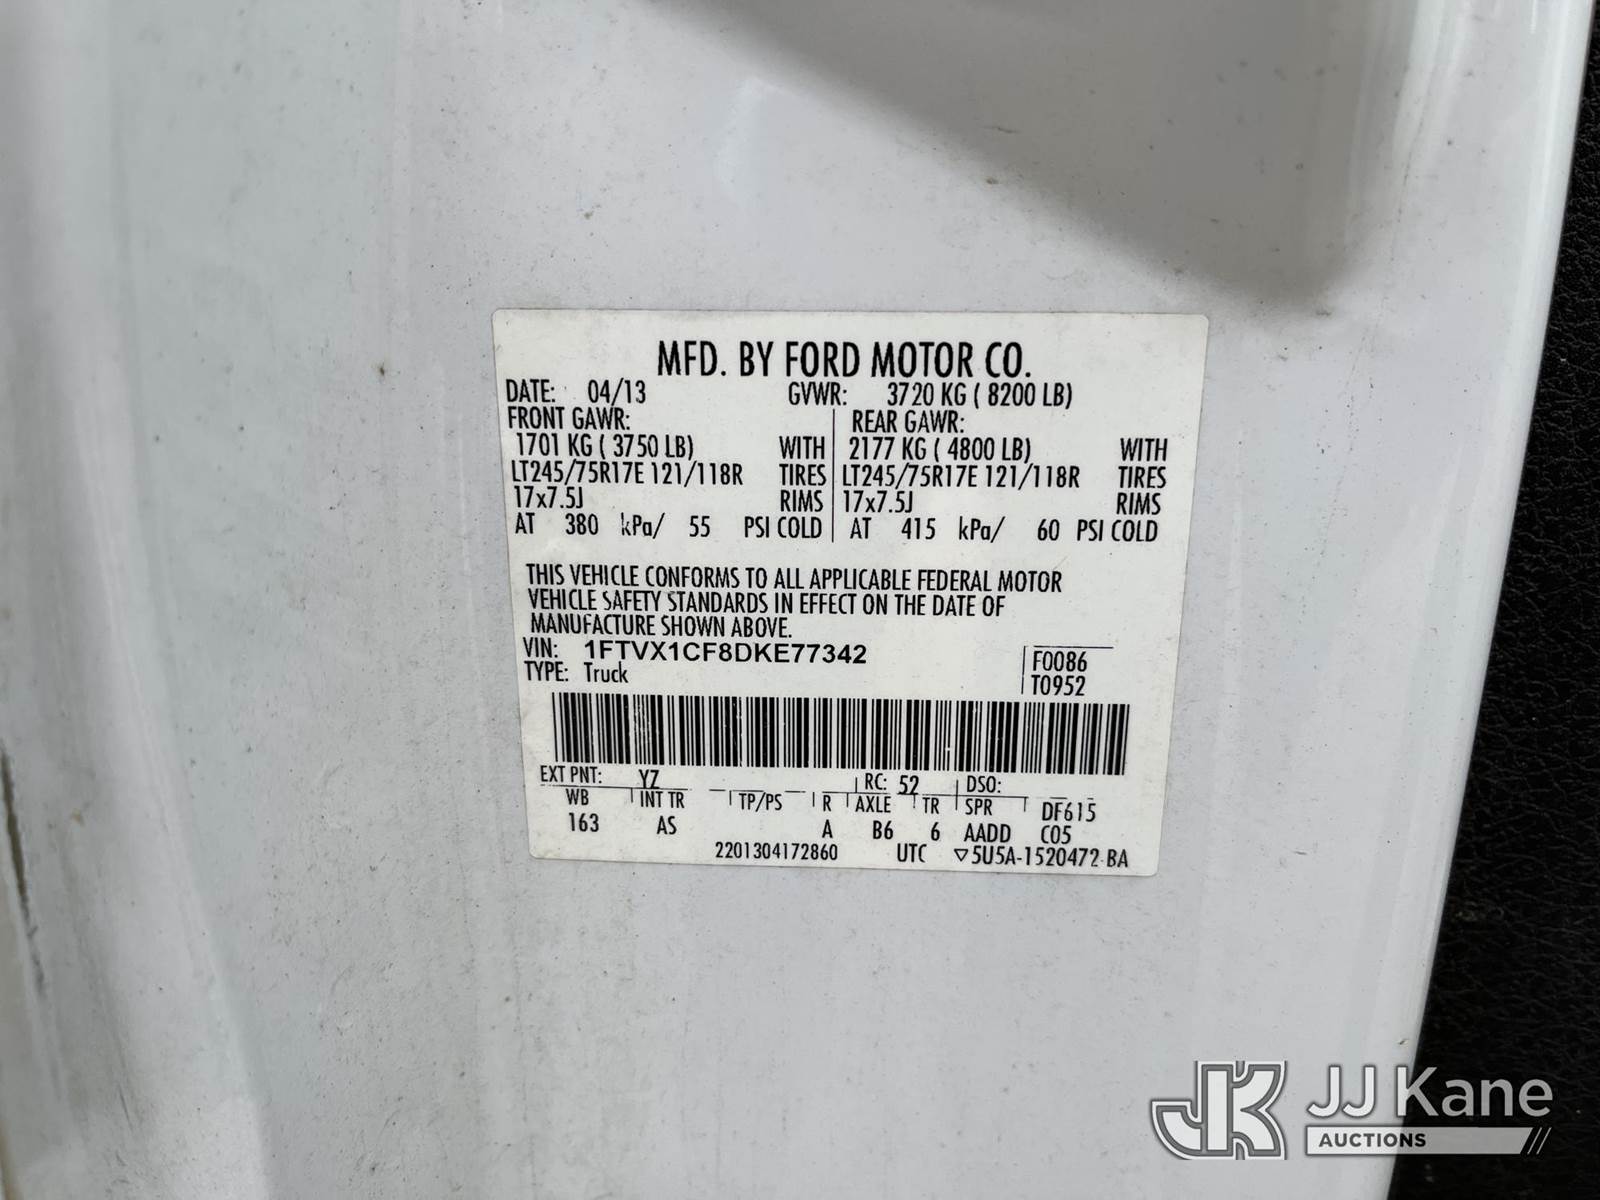 MFD. BY FORD MOTOR CO.
DATE: 04/13 GVWR: 3720 KG ( 8200 LB)
FRONT GAWR: REAR GAWR:
1701 KG ( 3750 LB) WITH 2177 KG ( 4800 LB) WITH
LT245/75R17E 121/118R TIRES LT245/75R17E 121/118R TIRES
17x7.5J RIMS 17x7.5J RIMS
AT 380 kPa/ 55 PSI COLD AT 415 kPa/ 60 PSI COLD
THIS VEHICLE CONFORMS TO ALL APPLICABLE FEDERAL MOTOR
VEHICLE SAFETY STANDARDS IN EFFECT ON THE DATE OF
MANUFACTURE SHOWN ABOVE.
VIN: 1FTVX1CF8DKE77342 F0086
TYPE: Truck T0952
EXT PNT: YZ RC: 52 DSO:
WB INT TR TP/PS R AXLE TR SPR DF615
163 AS A B6 6 AADD C05
2201304172860 UTC ▽5U5A-1520472-BA
JK JJ Kane
AUCTIONS